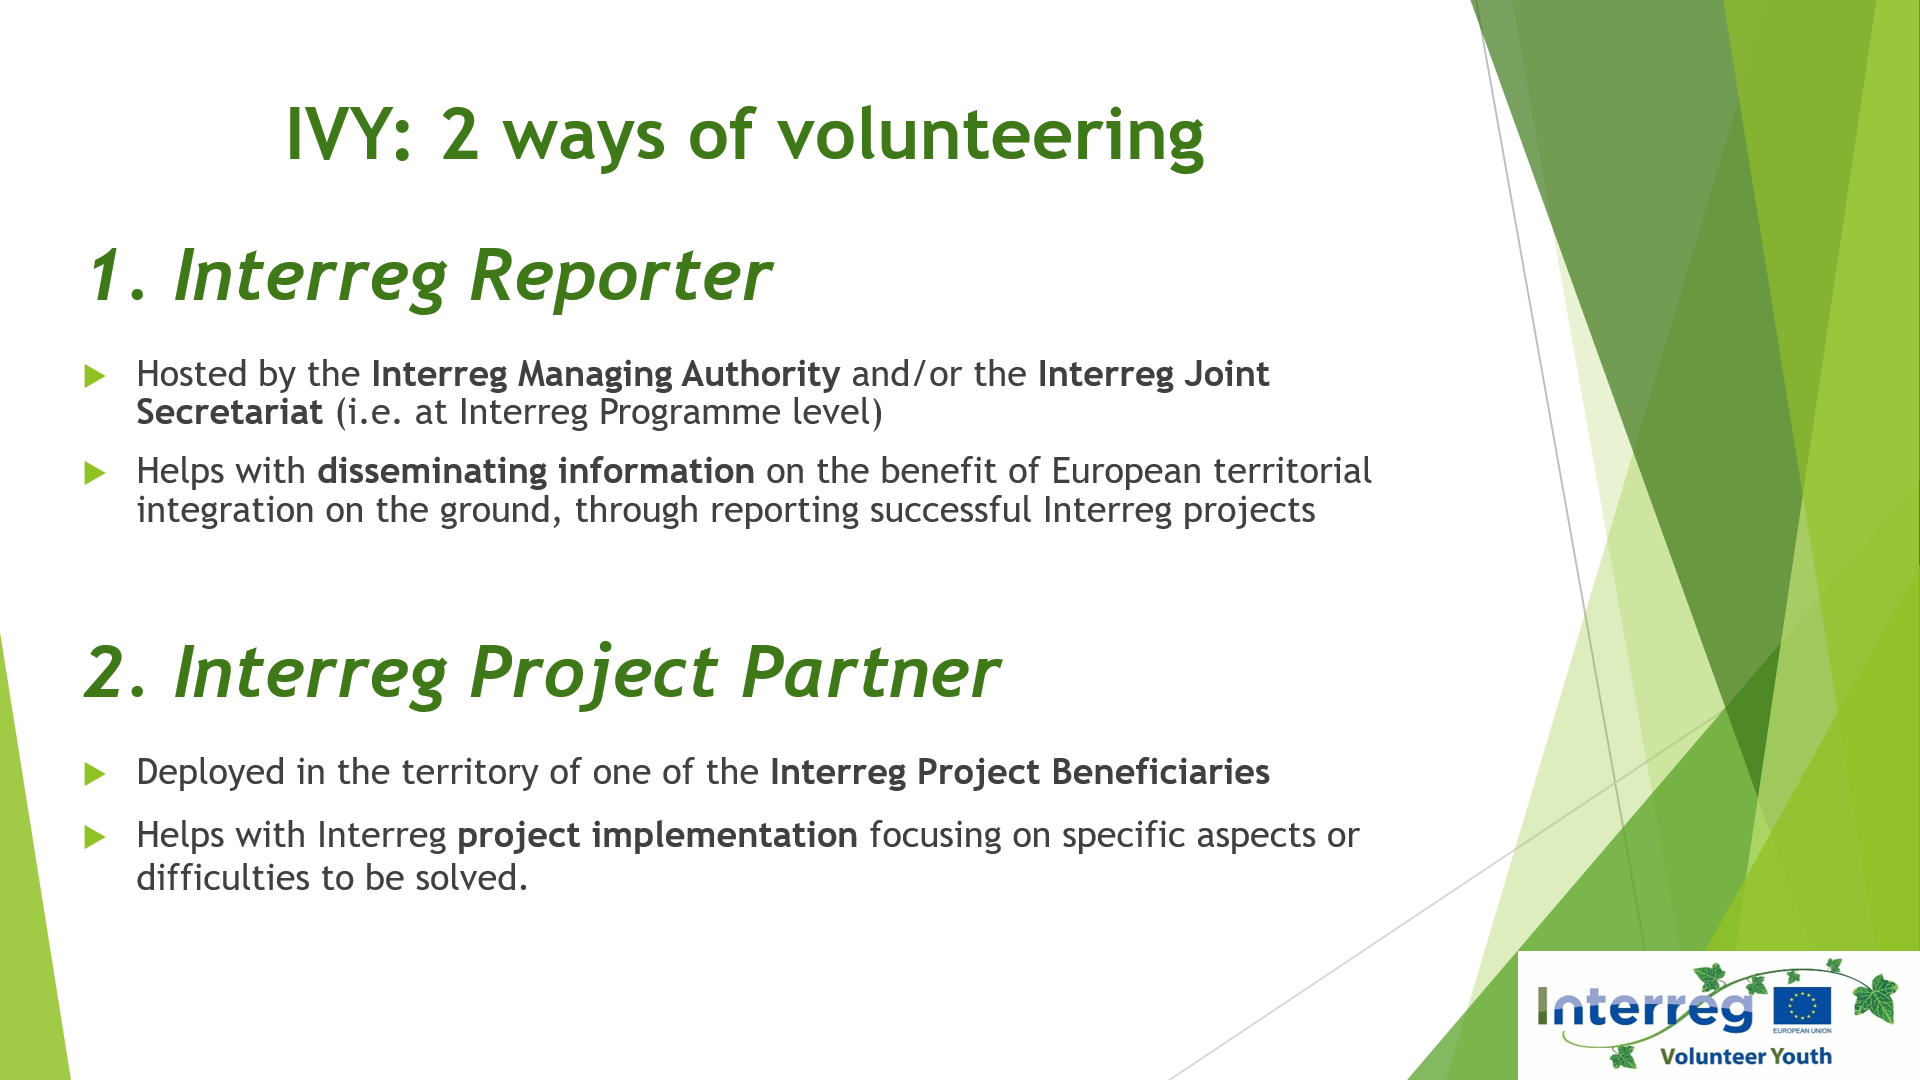 IVY: 2 ways of volunteering
1. Interreg Reporter
Hosted by the Interreg Managing Authority and/or the Interreg Joint
Secretariat (i.e. at Interreg Programme level)
Helps with disseminating information on the benefit of European territorial
integration on the ground, through reporting successful Interreg projects
2. Interreg Project Partner
Deployed in the territory of one of the Interreg Project Beneficiaries
Helps with Interreg project implementation focusing on specific aspects or
difficulties to be solved.
Interreg
EUROPEAN UNION
Volunteer Youth